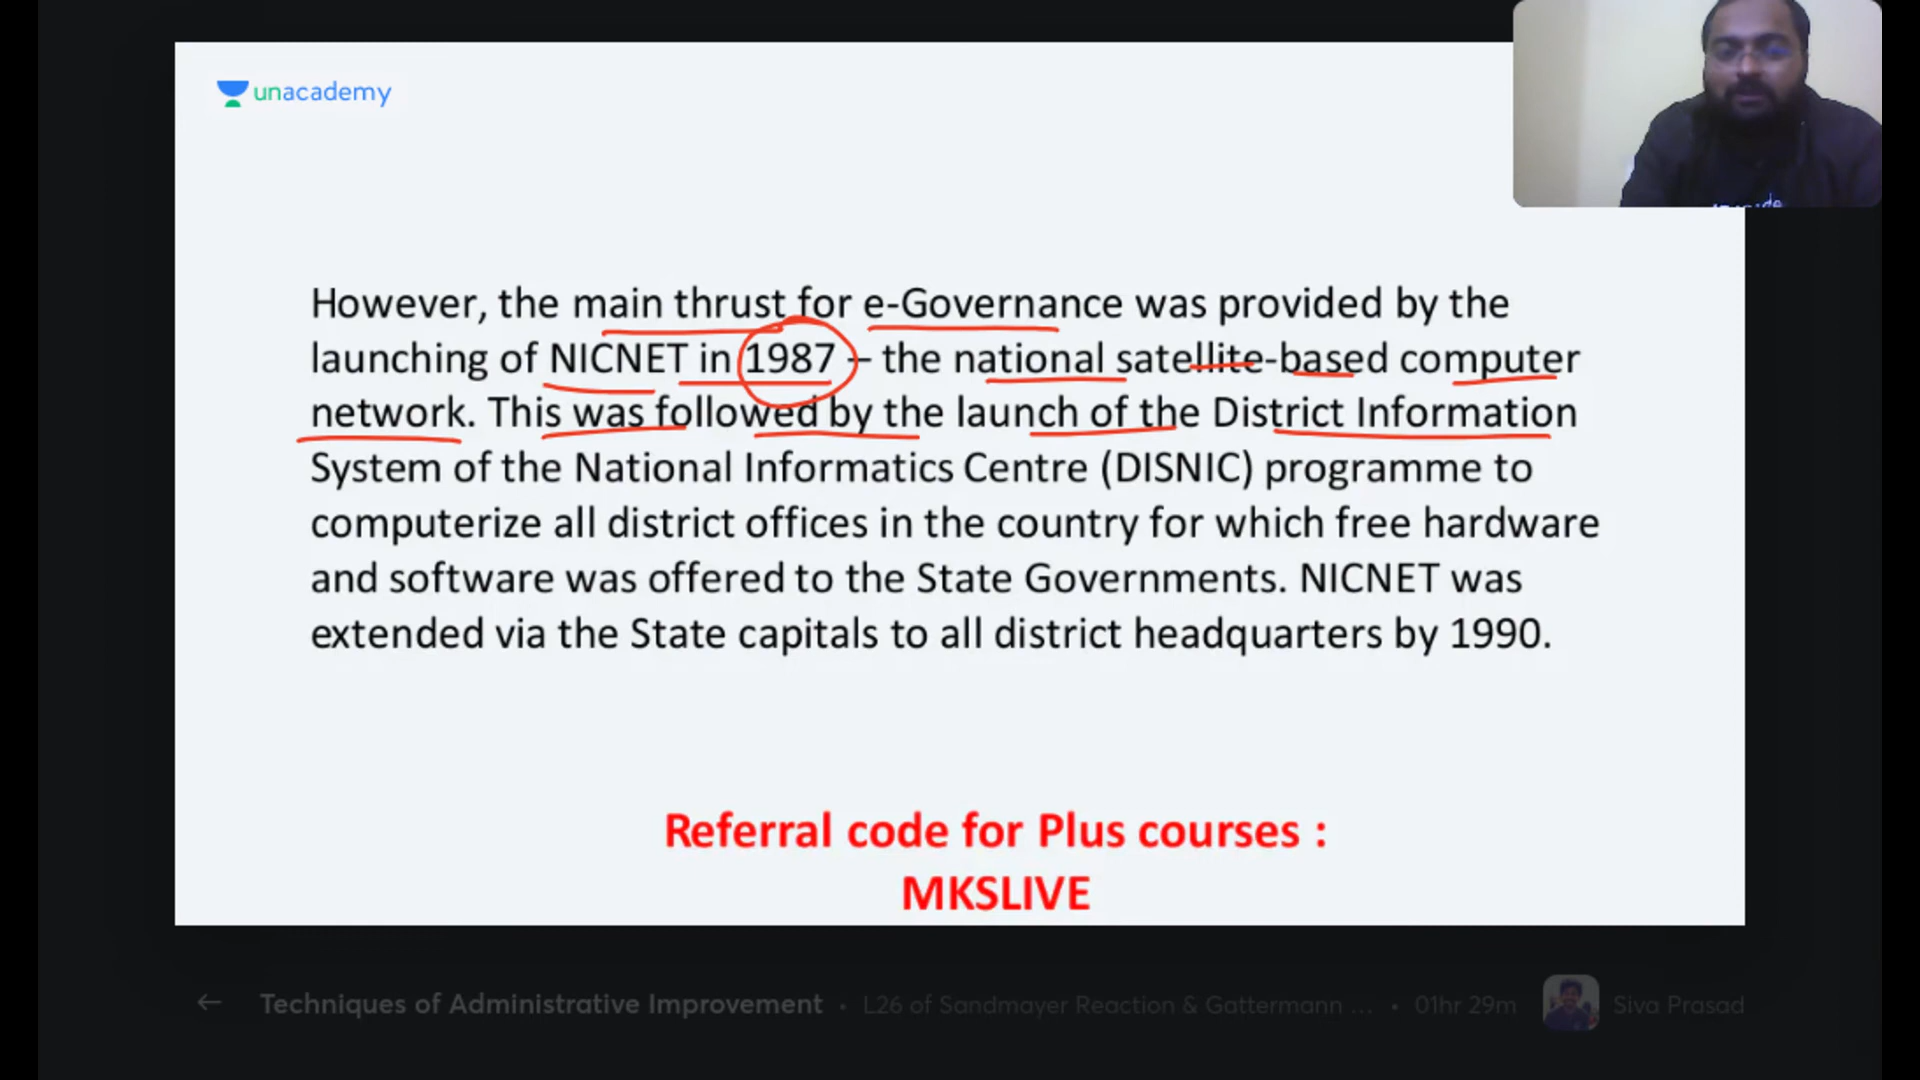 unacademy
However, the main thrust for e-Governance was provided by the
launching of NICNET in 1987 – the national satellite-based computer
network. This was followed by the launch of the District Information
System of the National Informatics Centre (DISNIC) programme to
computerize all district offices in the country for which free hardware
and software was offered to the State Governments. NICNET was
extended via the State capitals to all district headquarters by 1990.
Referral code for Plus courses :
MKSLIVE
← Techniques of Administrative Improvement • L26 of Sandmayer Reaction & Gattermann ... • 01hr 29m Siva Prasad